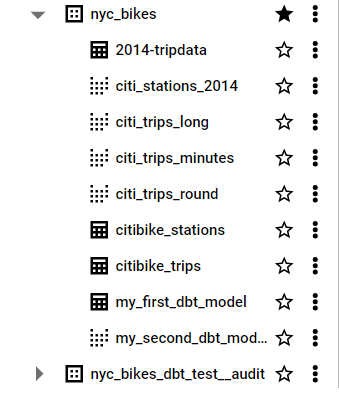 nyc_bikes
2014-tripdata
citi_stations_2014
citi_trips_long
citi_trips_minutes
citi_trips_round
citibike_stations
citibike_trips
my_first_dbt_model
my_second_dbt_mod...
nyc_bikes_dbt_test__audit